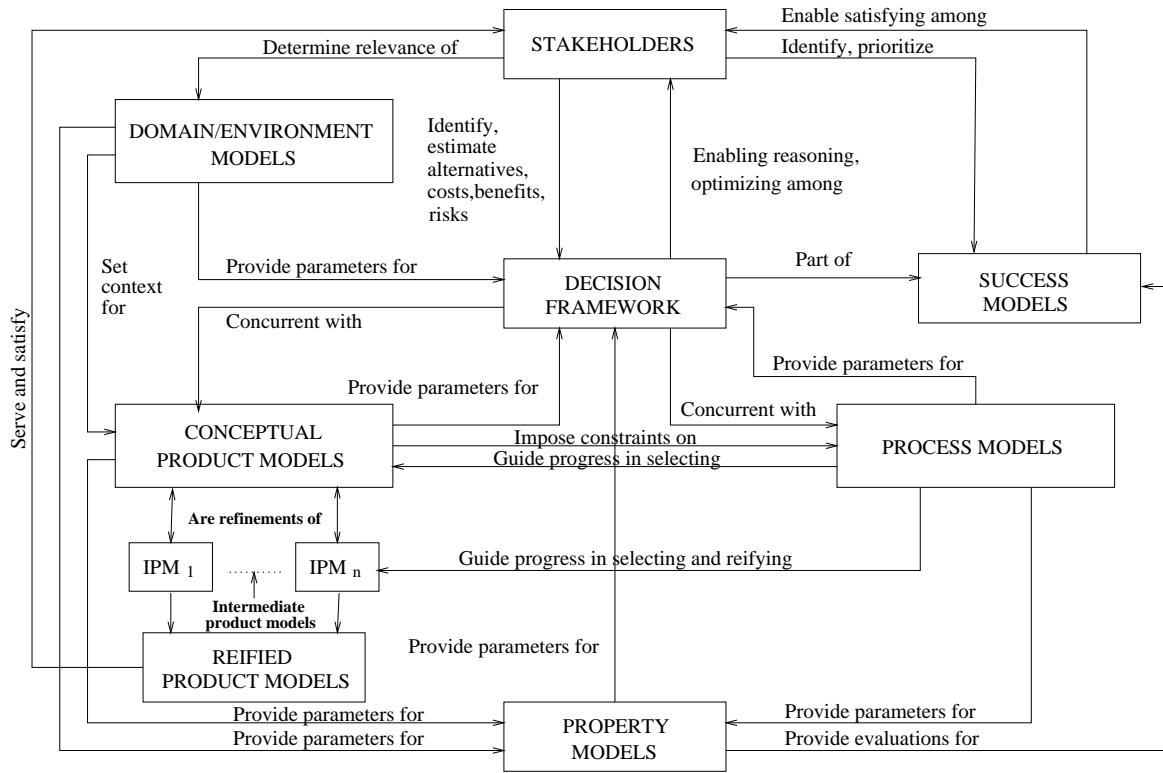 Enable satisfying among
STAKEHOLDERS
Determine relevance of
Identify, prioritize
DOMAIN/ENVIRONMENT
MODELS
Identify,
estimate
alternatives,
costs,benefits,
risks
Enabling reasoning,
optimizing among
Set
context
for
Provide parameters for
DECISION
FRAMEWORK
Part of
SUCCESS
MODELS
Concurrent with
Provide parameters for
Provide parameters for
Serve and satisfy
Concurrent with
CONCEPTUAL
PRODUCT MODELS
Impose constraints on
Guide progress in selecting
PROCESS MODELS
Are refinements of
IPM 1
IPM n
Guide progress in selecting and reifying
Intermediate
product models
REIFIED
PRODUCT MODELS
Provide parameters for
Provide parameters for
Provide parameters for
PROPERTY
MODELS
Provide parameters for
Provide evaluations for